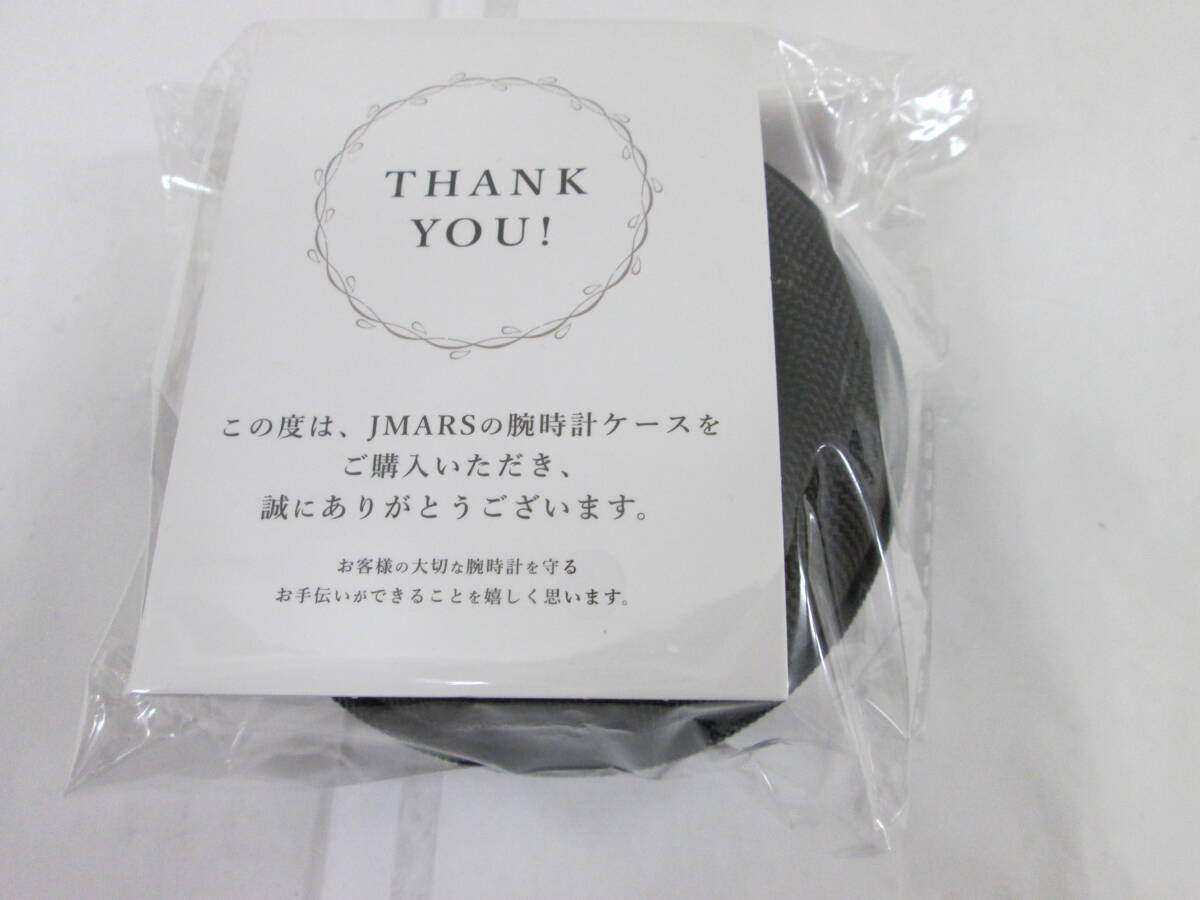 THANK
YOU!
この度は、JMARSの腕時計ケースを
ご購入いただき、
誠にありがとうございます。
お客様の大切な腕時計を守る
お手伝いができることを嬉しく思います。